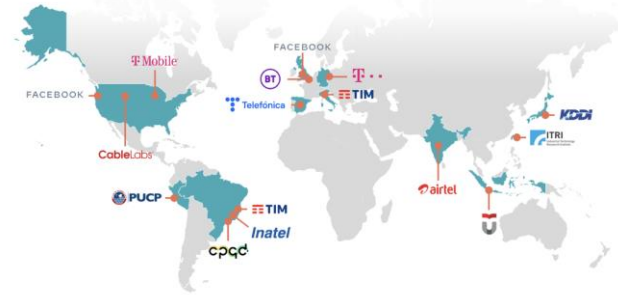 FACEBOOK
T Mobile
FACEBOOK
BT
T
Telefónica
TIM
KDDI
ITRI
airtel
CableLabs
PUCP
TIM
Inatel
cpqd
U